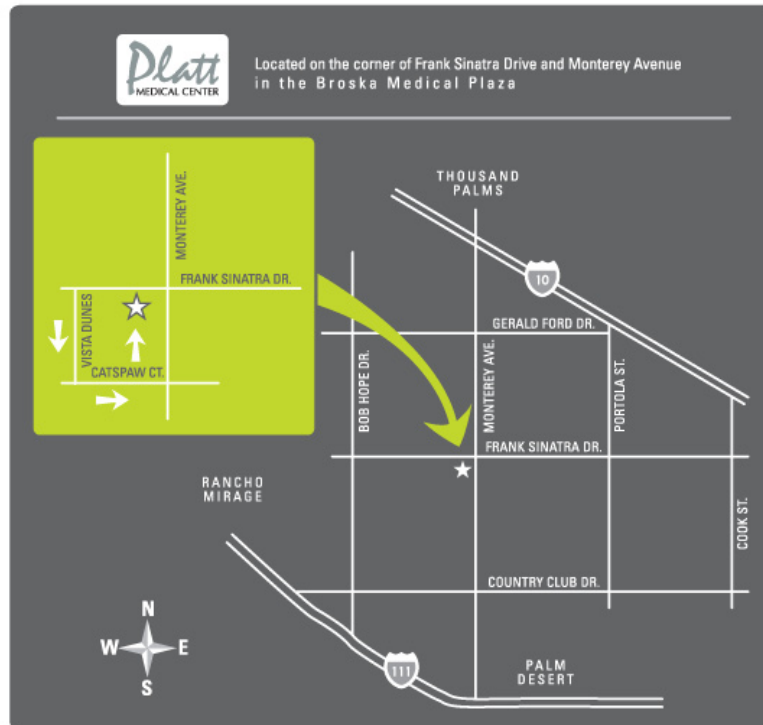 Platt
MEDICAL CENTER
Located on the corner of Frank Sinatra Drive and Monterey Avenue
in the Broska Medical Plaza
MONTEREY AVE.
FRANK SINATRA DR.
VISTA DUNES
CATSPAW CT.
THOUSAND
PALMS
10
GERALD FORD DR.
BOB HOPE DR.
MONTEREY AVE.
PORTOLA ST.
FRANK SINATRA DR.
RANCHO
MIRAGE
COOK ST.
COUNTRY CLUB DR.
N
W E
S
111
PALM
DESERT